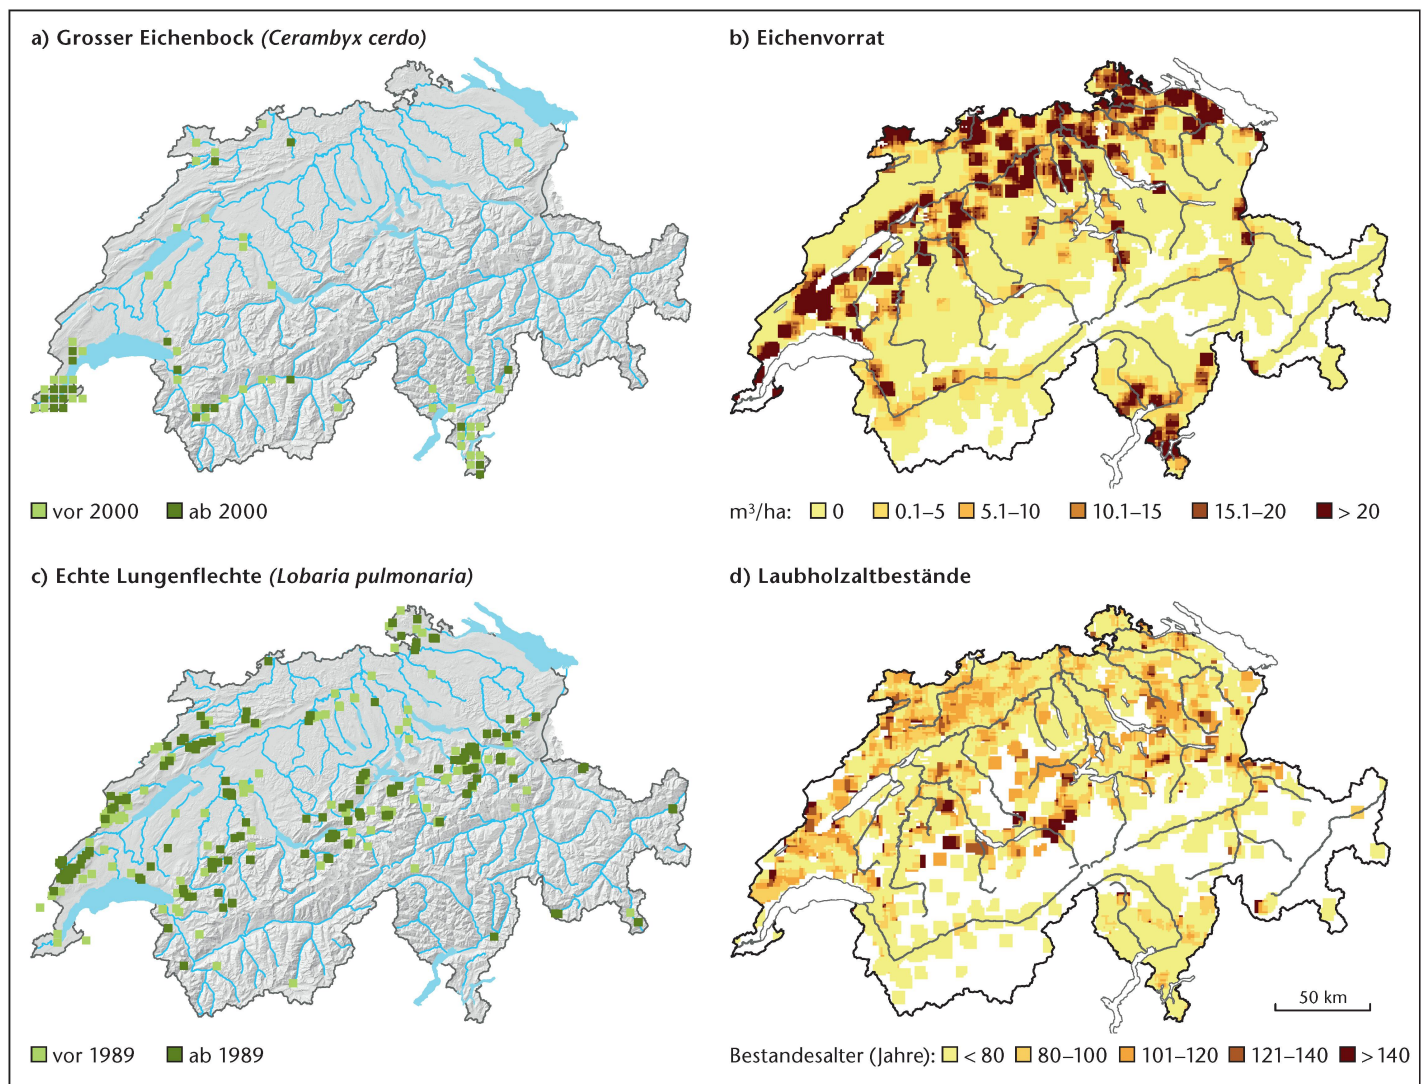 a) Grosser Eichenbock (Cerambyx cerdo)
b) Eichenvorrat
vor 2000 ab 2000
m³/ha: 0 0.1–5 5.1–10 10.1–15 15.1–20 > 20
c) Echte Lungenflechte (Lobaria pulmonaria)
d) Laubholzaltbestände
50 km
vor 1989 ab 1989
Bestandesalter (Jahre): < 80 80–100 101–120 121–140 > 140